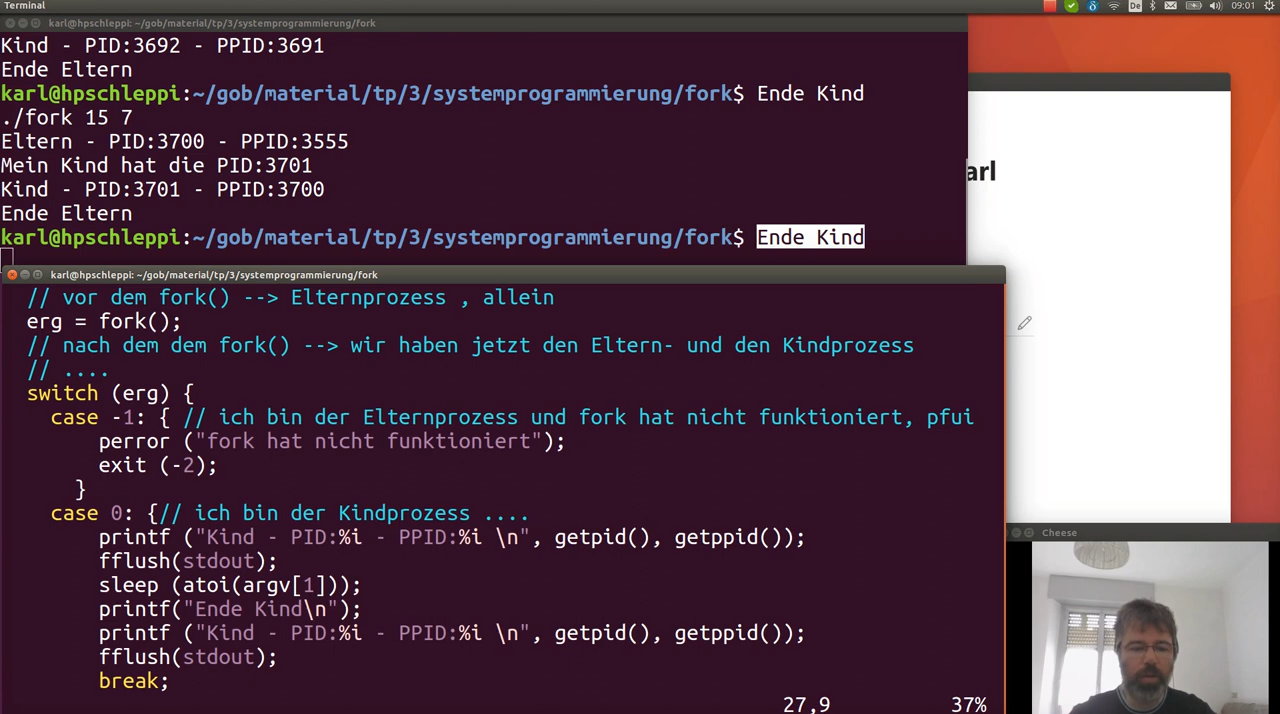 Terminal
De
09:01
karl@hpschleppi: ~/gob/material/tp/3/systemprogrammierung/fork
Kind - PID:3692 - PPID:3691
Ende Eltern
karl@hpschleppi:~/gob/material/tp/3/systemprogrammierung/fork$ Ende Kind
./fork 15 7
Eltern - PID:3700 - PPID:3555
Mein Kind hat die PID:3701
Kind - PID:3701 - PPID:3700
Ende Eltern
karl@hpschleppi:~/gob/material/tp/3/systemprogrammierung/fork$ Ende Kind
arl
karl@hpschleppi: ~/gob/material/tp/3/systemprogrammierung/fork
// vor dem fork() --> Elternprozess , allein
erg = fork();
// nach dem dem fork() --> wir haben jetzt den Eltern- und den Kindprozess
// ....
switch (erg) {
case -1: { // ich bin der Elternprozess und fork hat nicht funktioniert, pfui
perror ("fork hat nicht funktioniert");
exit (-2);
}
case 0: {// ich bin der Kindprozess ....
printf ("Kind - PID:%i - PPID:%i \n", getpid(), getppid());
fflush(stdout);
sleep (atoi(argv[1]));
printf("Ende Kind\n");
printf ("Kind - PID:%i - PPID:%i \n", getpid(), getppid());
fflush(stdout);
break;
27,9 37%
Cheese